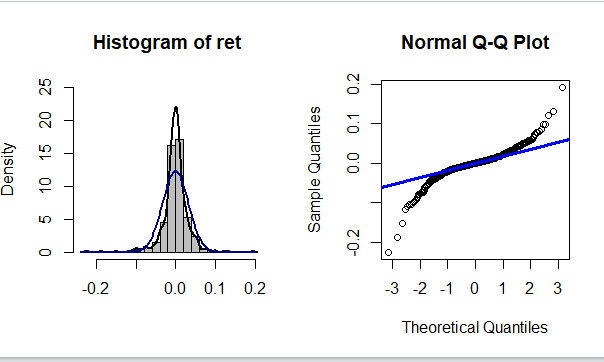 Histogram of ret
Density
25
20
15
10
5
0
-0.2 0.0 0.1 0.2
Normal Q-Q Plot
Sample Quantiles
0.2
0.1
0.0
-0.2
-3 -2 -1 0 1 2 3
Theoretical Quantiles